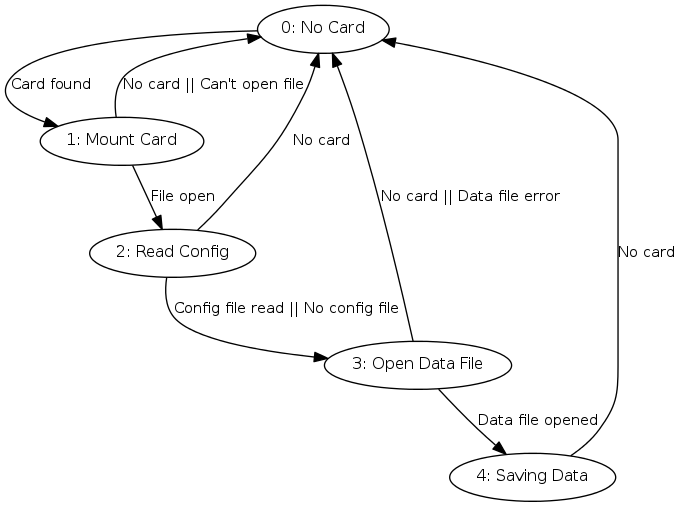 0: No Card
Card found
No card || Can't open file
1: Mount Card
No card
File open
No card || Data file error
2: Read Config
No card
Config file read || No config file
3: Open Data File
Data file opened
4: Saving Data